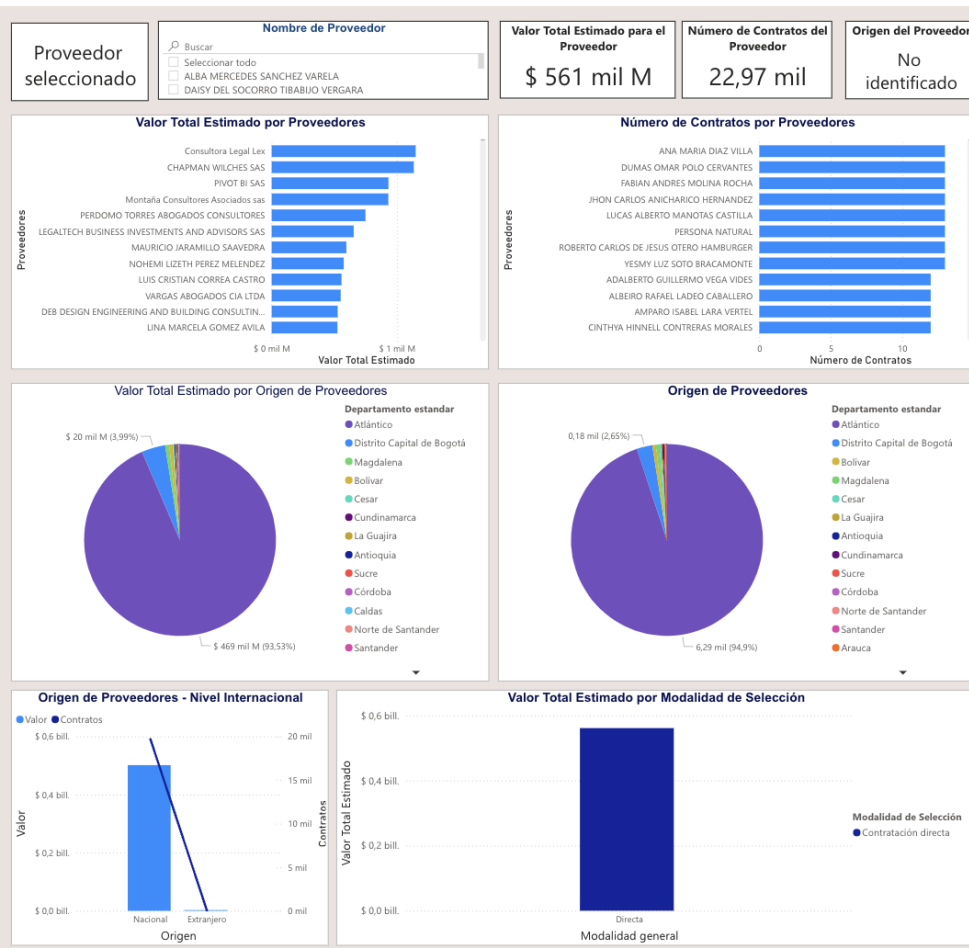 Proveedor
seleccionado
Nombre de Proveedor
Buscar
Seleccionar todo
ALBA MERCEDES SANCHEZ VARELA
DAISY DEL SOCORRO TIBABIJO VERGARA
Valor Total Estimado para el
Proveedor
$ 561 mil M
Número de Contratos del
Proveedor
22,97 mil
Origen del Proveedor
No
identificado
Valor Total Estimado por Proveedores
Proveedores
Consultora Legal Lex
CHAPMAN WILCHES SAS
PIVOT BI SAS
Montaña Consultores Asociados sas
PERDOMO TORRES ABOGADOS CONSULTORES
LEGALTECH BUSINESS INVESTMENTS AND ADVISORS SAS
MAURICIO JARAMILLO SAAVEDRA
NOHEMI LIZETH PEREZ MELENDEZ
LUIS CRISTIAN CORREA CASTRO
VARGAS ABOGADOS CIA LTDA
DEB DESIGN ENGINEERING AND BUILDING CONSULTIN...
LINA MARCELA GOMEZ AVILA
$ 0 mil M
$ 1 mil M
Valor Total Estimado
Número de Contratos por Proveedores
Proveedores
ANA MARIA DIAZ VILLA
DUMAS OMAR POLO CERVANTES
FABIAN ANDRES MOLINA ROCHA
JHON CARLOS ANICHARICO HERNANDEZ
LUCAS ALBERTO MANOTAS CASTILLA
PERSONA NATURAL
ROBERTO CARLOS DE JESUS OTERO HAMBURGER
YESMY LUZ SOTO BRACAMONTE
ADALBERTO GUILLERMO VEGA VIDES
ALBEIRO RAFAEL LADEO CABALLERO
AMPARO ISABEL LARA VERTEL
CINTHYA HINNELL CONTRERAS MORALES
0
5
10
Número de Contratos
Valor Total Estimado por Origen de Proveedores
$ 20 mil M (3,99%)
$ 469 mil M (93,53%)
Departamento estandar
Atlántico
Distrito Capital de Bogotá
Magdalena
Bolívar
Cesar
Cundinamarca
La Guajira
Antioquia
Sucre
Córdoba
Caldas
Norte de Santander
Santander
Origen de Proveedores
0,18 mil (2,65%)
6,29 mil (94,9%)
Departamento estandar
Atlántico
Distrito Capital de Bogotá
Bolívar
Magdalena
Cesar
La Guajira
Antioquia
Cundinamarca
Sucre
Córdoba
Norte de Santander
Santander
Arauca
Origen de Proveedores - Nivel Internacional
Valor
Contratos
Valor
$ 0,6 bill.
$ 0,4 bill.
$ 0,2 bill.
$ 0,0 bill.
20 mil
15 mil
10 mil
5 mil
0 mil
Contratos
Nacional
Extranjero
Origen
Valor Total Estimado por Modalidad de Selección
Valor Total Estimado
$ 0,6 bill.
$ 0,4 bill.
$ 0,2 bill.
$ 0,0 bill.
Directa
Modalidad general
Modalidad de Selección
Contratación directa